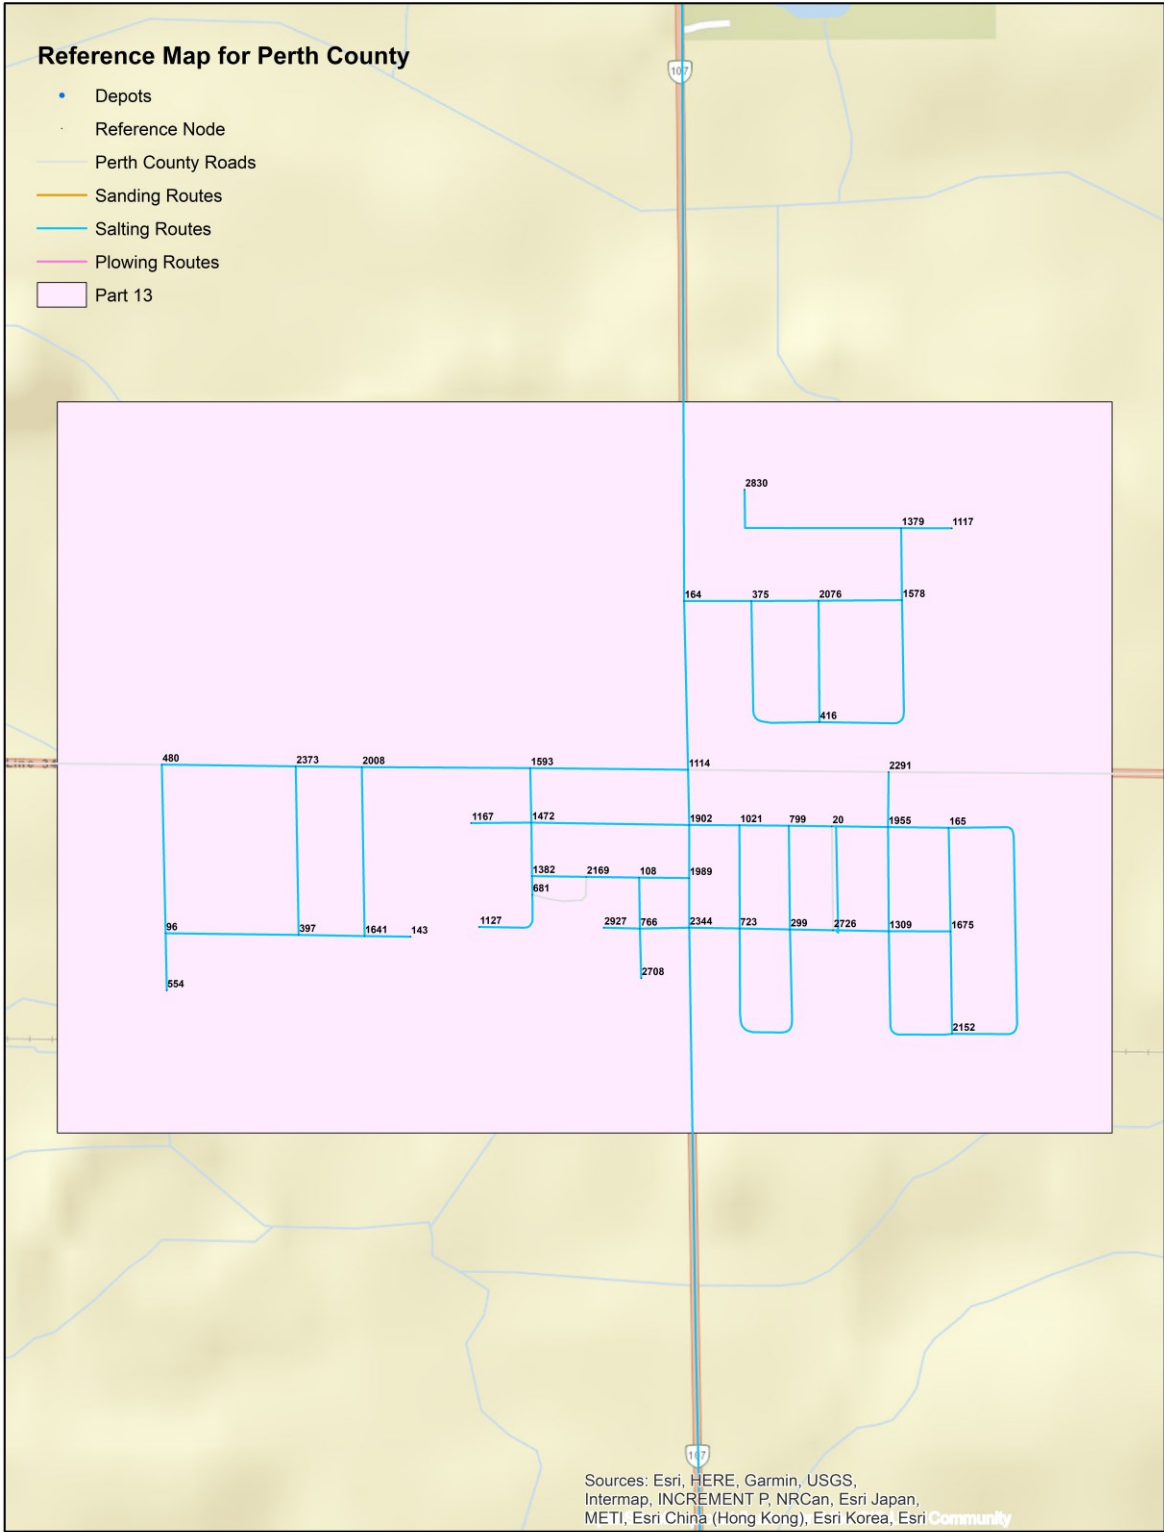 Reference Map for Perth County
Depots
Reference Node
Perth County Roads
Sanding Routes
Salting Routes
Plowing Routes
Part 13
107
2830
1379 1117
164 375 2076 1578
416
480 2373 2008 1593 1114 2291
Line 34
1167 1472 1902 1021 799 20 1955 165
1382 2169 108 1989
681
1127 2927 766 2344 723 299 2726 1309 1675
96 397 1641 143
2708
554
2152
107
Sources: Esri, HERE, Garmin, USGS,
Intermap, INCREMENT P, NRCan, Esri Japan,
METI, Esri China (Hong Kong), Esri Korea, Esri
Community